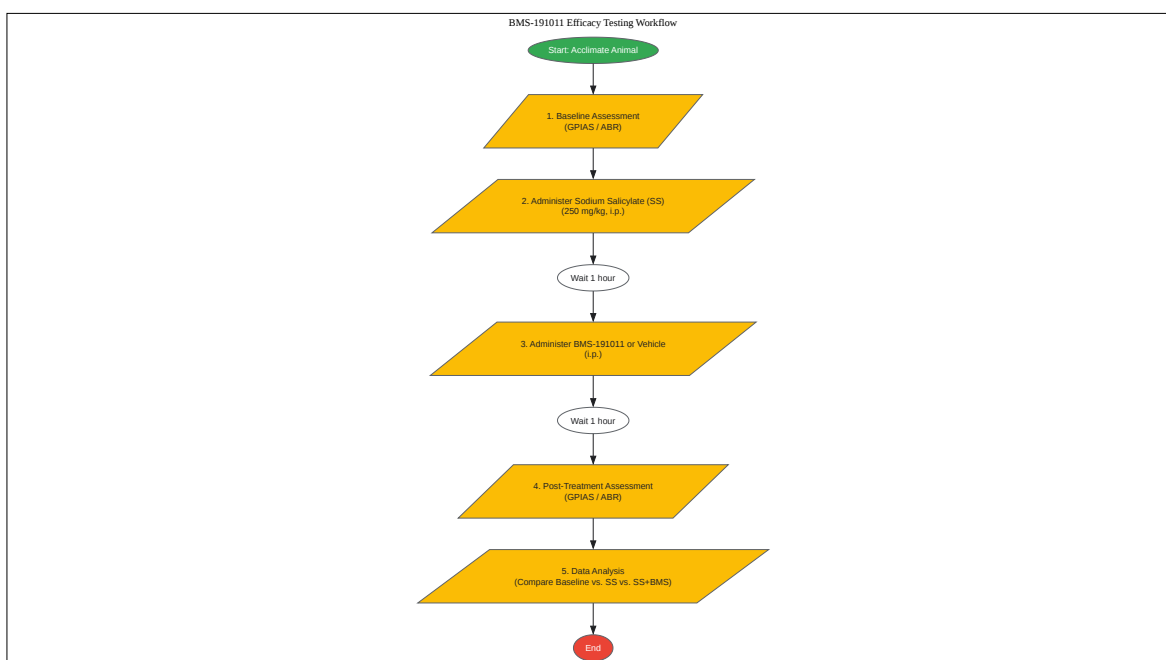 BMS-191011 Efficacy Testing Workflow
Start: Acclimate Animal
1. Baseline Assessment
(GPIAS / ABR)
2. Administer Sodium Salicylate (SS)
(250 mg/kg, i.p.)
Wait 1 hour
3. Administer BMS-191011 or Vehicle
(i.p.)
Wait 1 hour
4. Post-Treatment Assessment
(GPIAS / ABR)
5. Data Analysis
(Compare Baseline vs. SS vs. SS+BMS)
End